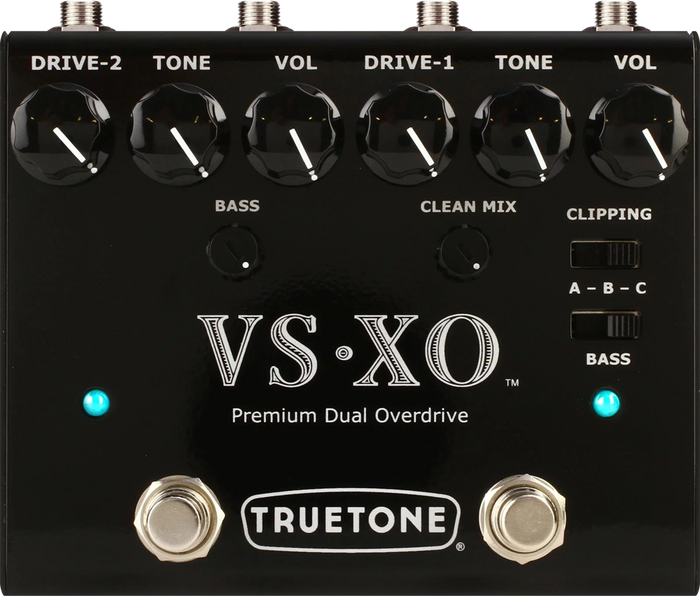 DRIVE-2 TONE VOL DRIVE-1 TONE VOL
BASS CLEAN MIX CLIPPING
A – B – C
VS·XO™
BASS
Premium Dual Overdrive
TRUETONE®